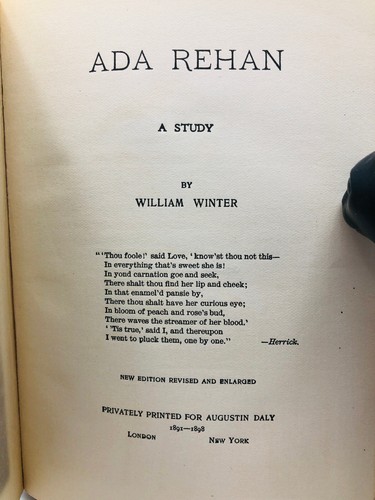 ADA REHAN
A STUDY
BY
WILLIAM WINTER
"'Thou foole!' said Love, 'know'st thou not this—
In everything that's sweet she is!
In yond carnation goe and seek,
There shalt thou find her lip and cheek;
In that enamel'd pansie by,
There thou shalt have her curious eye;
In bloom of peach and rose's bud,
There waves the streamer of her blood.'
' 'Tis true,' said I, and thereupon
I went to pluck them, one by one." —Herrick.
NEW EDITION REVISED AND ENLARGED
PRIVATELY PRINTED FOR AUGUSTIN DALY
1891—1898
LONDON NEW YORK